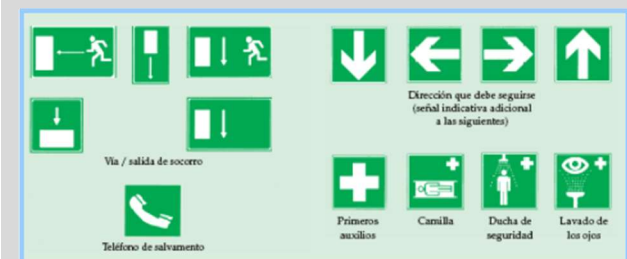 Vía / salida de socorro
Teléfono de salvamento
Dirección que debe seguirse
(señal indicativa adicional
a las siguientes)
Primeros
auxilios
Camilla
Ducha de
seguridad
Lavado de
los ojos